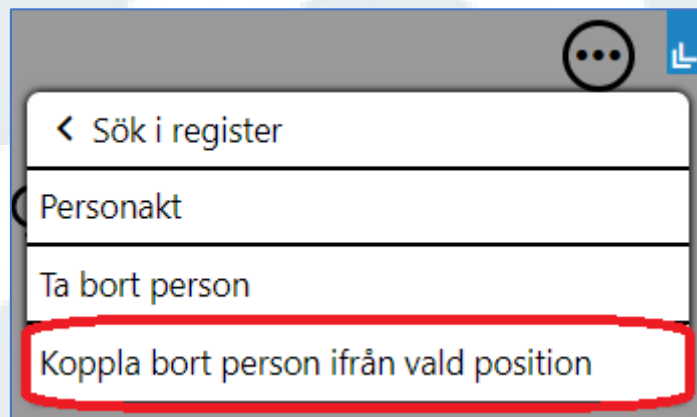 Sök i register
Personakt
Ta bort person
Koppla bort person ifrån vald position